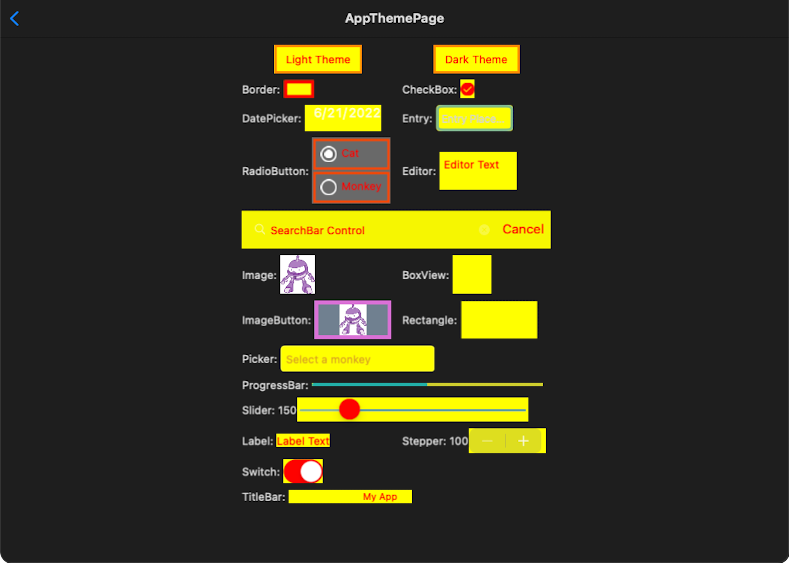 AppThemePage
Light Theme Dark Theme
Border: CheckBox:
DatePicker: 6/21/2022 Entry: Entry Place...
RadioButton: Cat Editor: Editor Text
Monkey
SearchBar Control Cancel
Image: BoxView:
ImageButton: Rectangle:
Picker: Select a monkey
ProgressBar:
Slider: 150
Label: Label Text Stepper: 100 − +
Switch:
TitleBar: My App